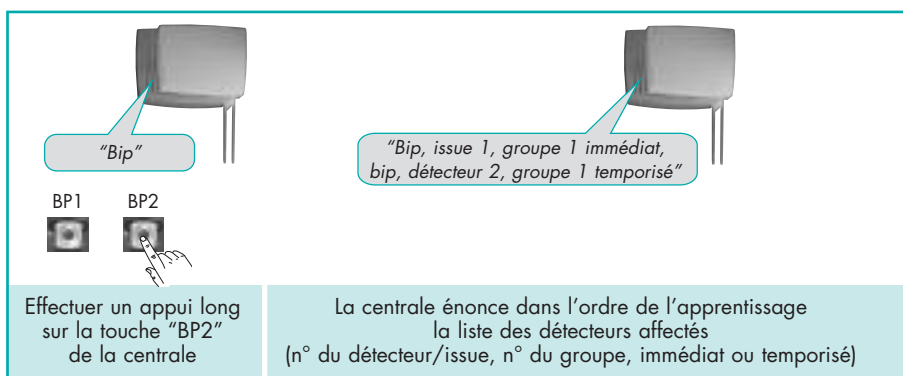 “Bip”
“Bip, issue 1, groupe 1 immédiat,
bip, détecteur 2, groupe 1 temporisé”
BP1 BP2
Effectuer un appui long
sur la touche “BP2”
de la centrale
La centrale énonce dans l’ordre de l’apprentissage
la liste des détecteurs affectés
(n° du détecteur/issue, n° du groupe, immédiat ou temporisé)